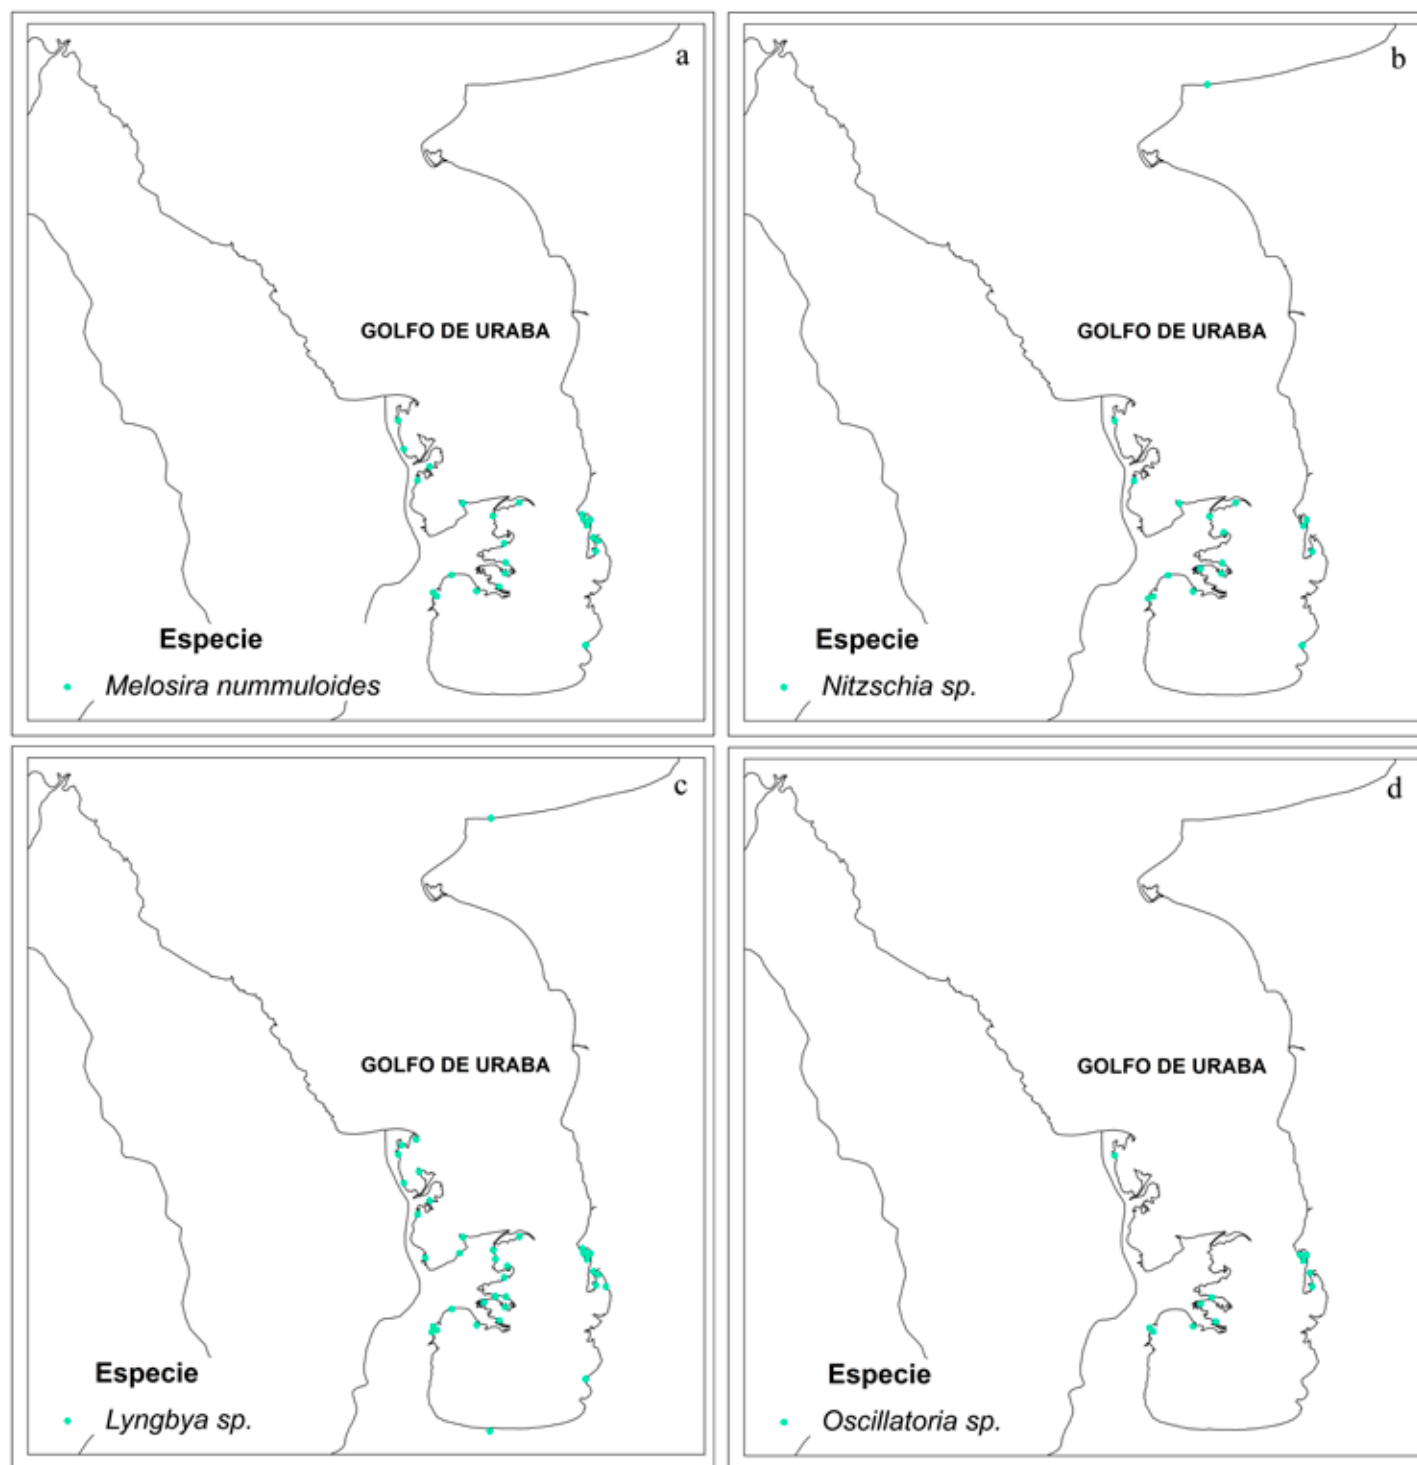 a
GOLFO DE URABA
Especie
Melosira nummuloides
b
GOLFO DE URABA
Especie
Nitzschia sp.
c
GOLFO DE URABA
Especie
Lyngbya sp.
d
GOLFO DE URABA
Especie
Oscillatoria sp.